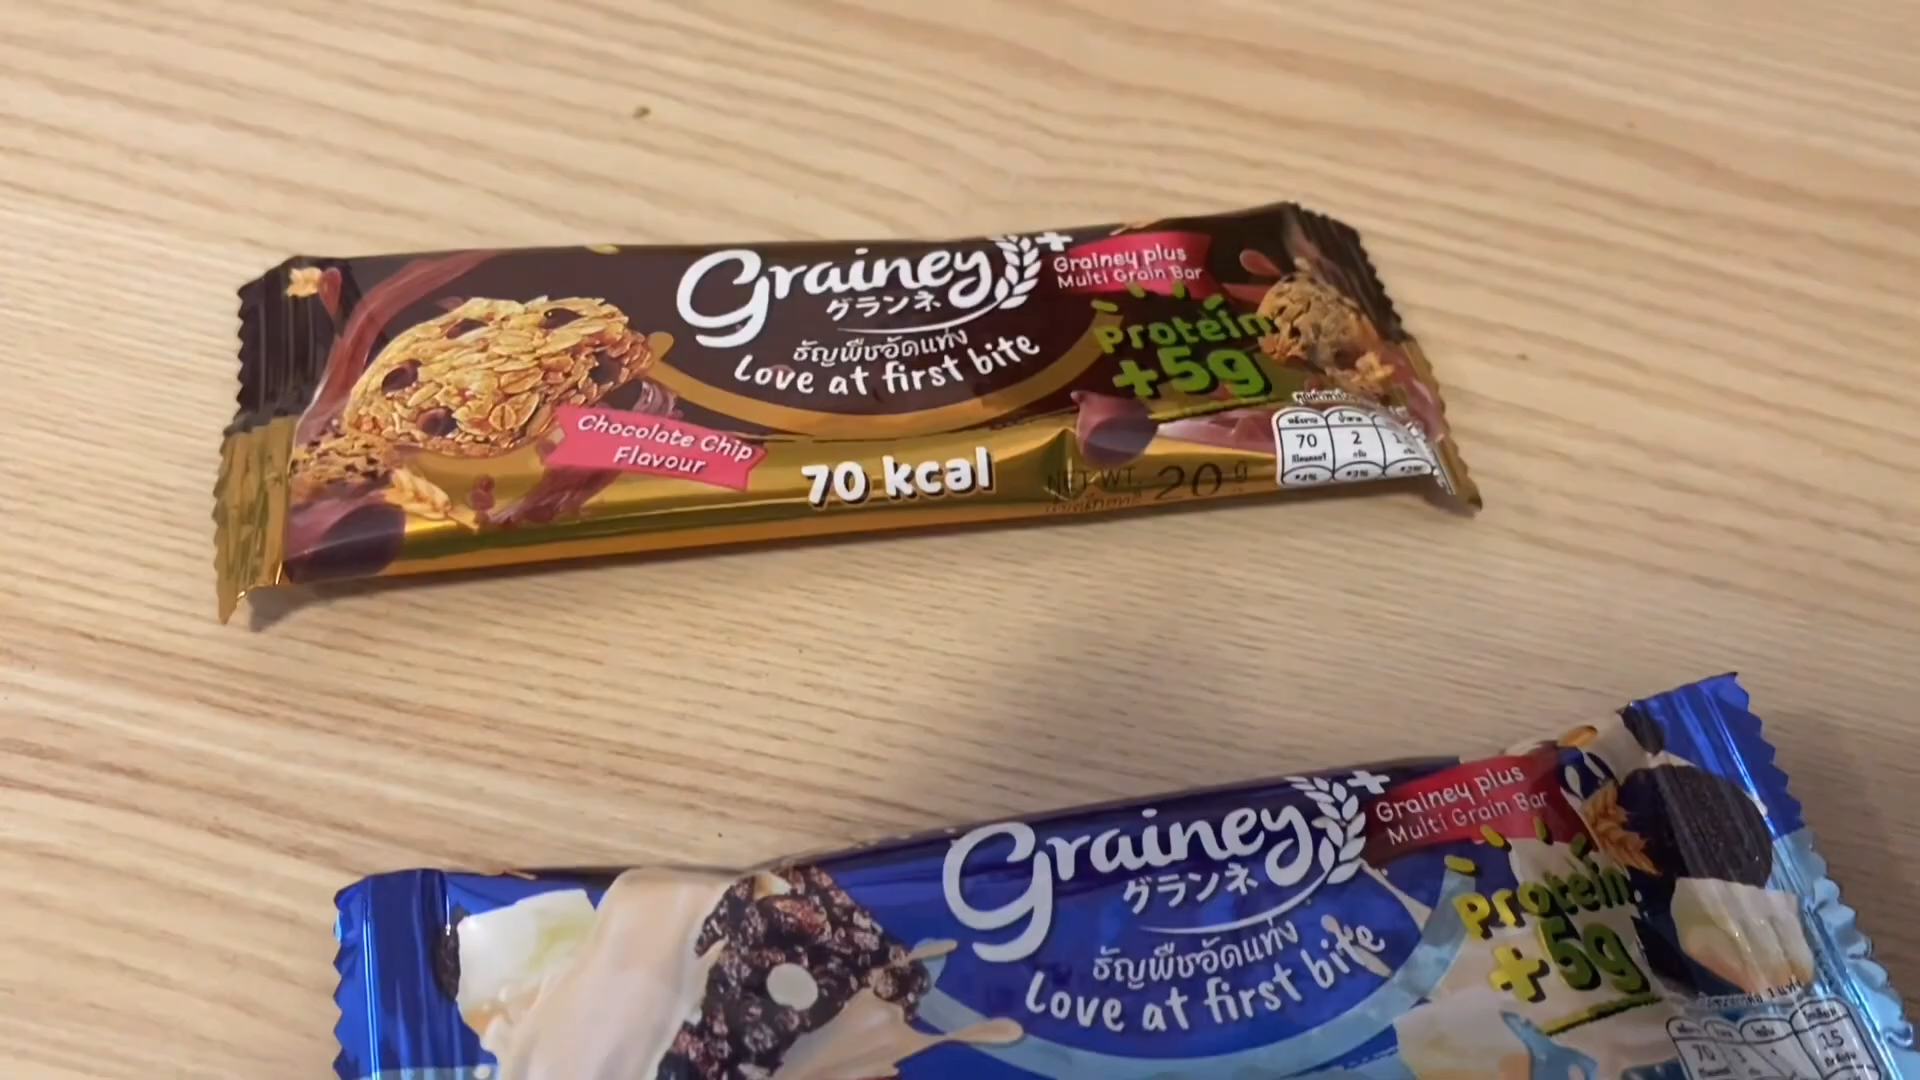 Grainey+
グランネ
ธัญพืชอัดแท่ง
Love at first bite
Grainey plus
Multi Grain Bar
Protein
+5g
Chocolate Chip
Flavour
70 kcal
NET WT. 20 g
70 2
Grainey+
グランネ
ธัญพืชอัดแท่ง
Love at first bite
Grainey plus
Multi Grain Bar
Protein
+5g
70
15